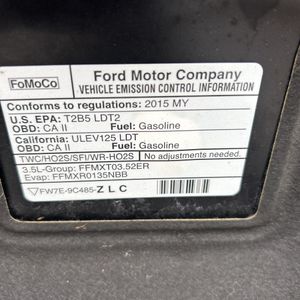 FoMoCo
Ford Motor Company
VEHICLE EMISSION CONTROL INFORMATION
Conforms to regulations: 2015 MY
U.S. EPA: T2B5 LDT2
OBD: CA II Fuel: Gasoline
California: ULEV125 LDT
OBD: CA II Fuel: Gasoline
TWC/HO2S/SFI/WR-HO2S No adjustments needed.
3.5L-Group: FFMXT03.52ER
Evap: FFMXR0135NBB
FW7E-9C485-ZLC